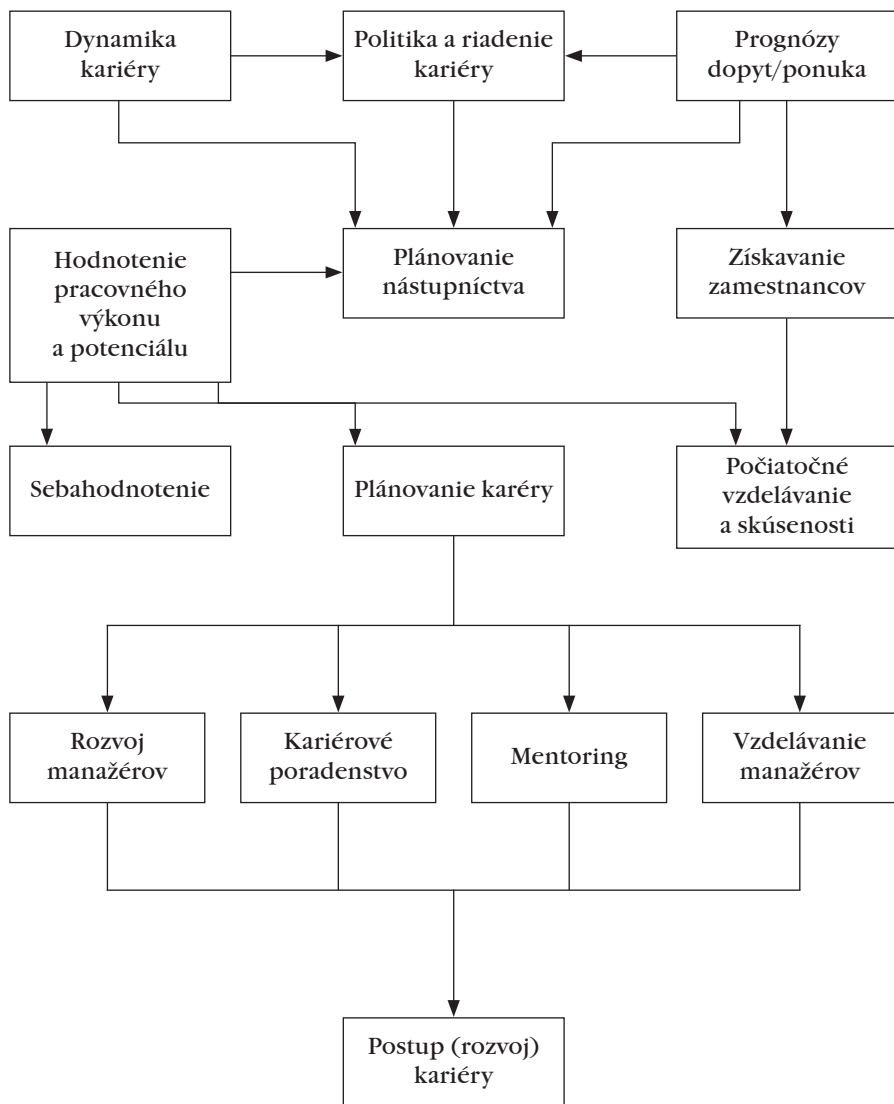 Dynamika
kariéry
Politika a riadenie
kariéry
Prognózy
dopyt/ponuka
Hodnotenie
pracovného
výkonu
a potenciálu
Plánovanie
nástupníctva
Získavanie
zamestnancov
Sebahodnotenie
Plánovanie karéry
Počiatočné
vzdelávanie
a skúsenosti
Rozvoj
manažérov
Kariérové
poradenstvo
Mentoring
Vzdelávanie
manažérov
Postup (rozvoj)
kariéry